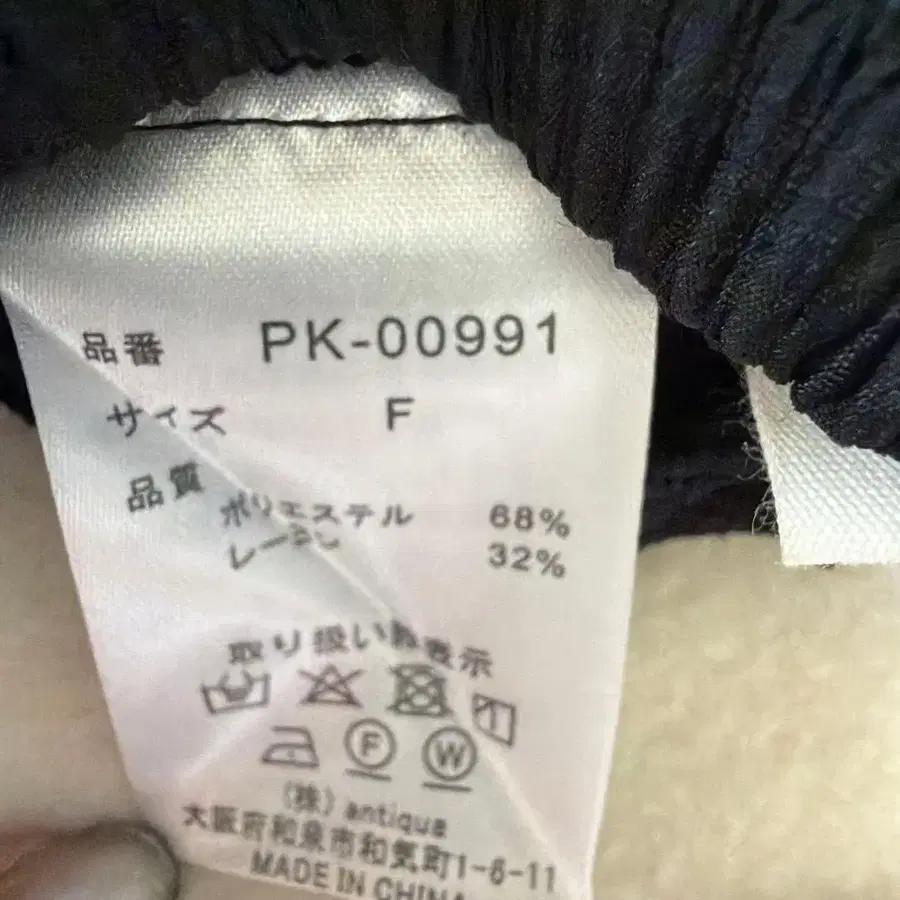 品番 PK-00991
サイズ F
品質
ポリエステル 68%
レーヨン 32%
取り扱い絵表示
F W
(株) antiqua
大阪府和泉市和気町1-6-11
MADE IN CHINA